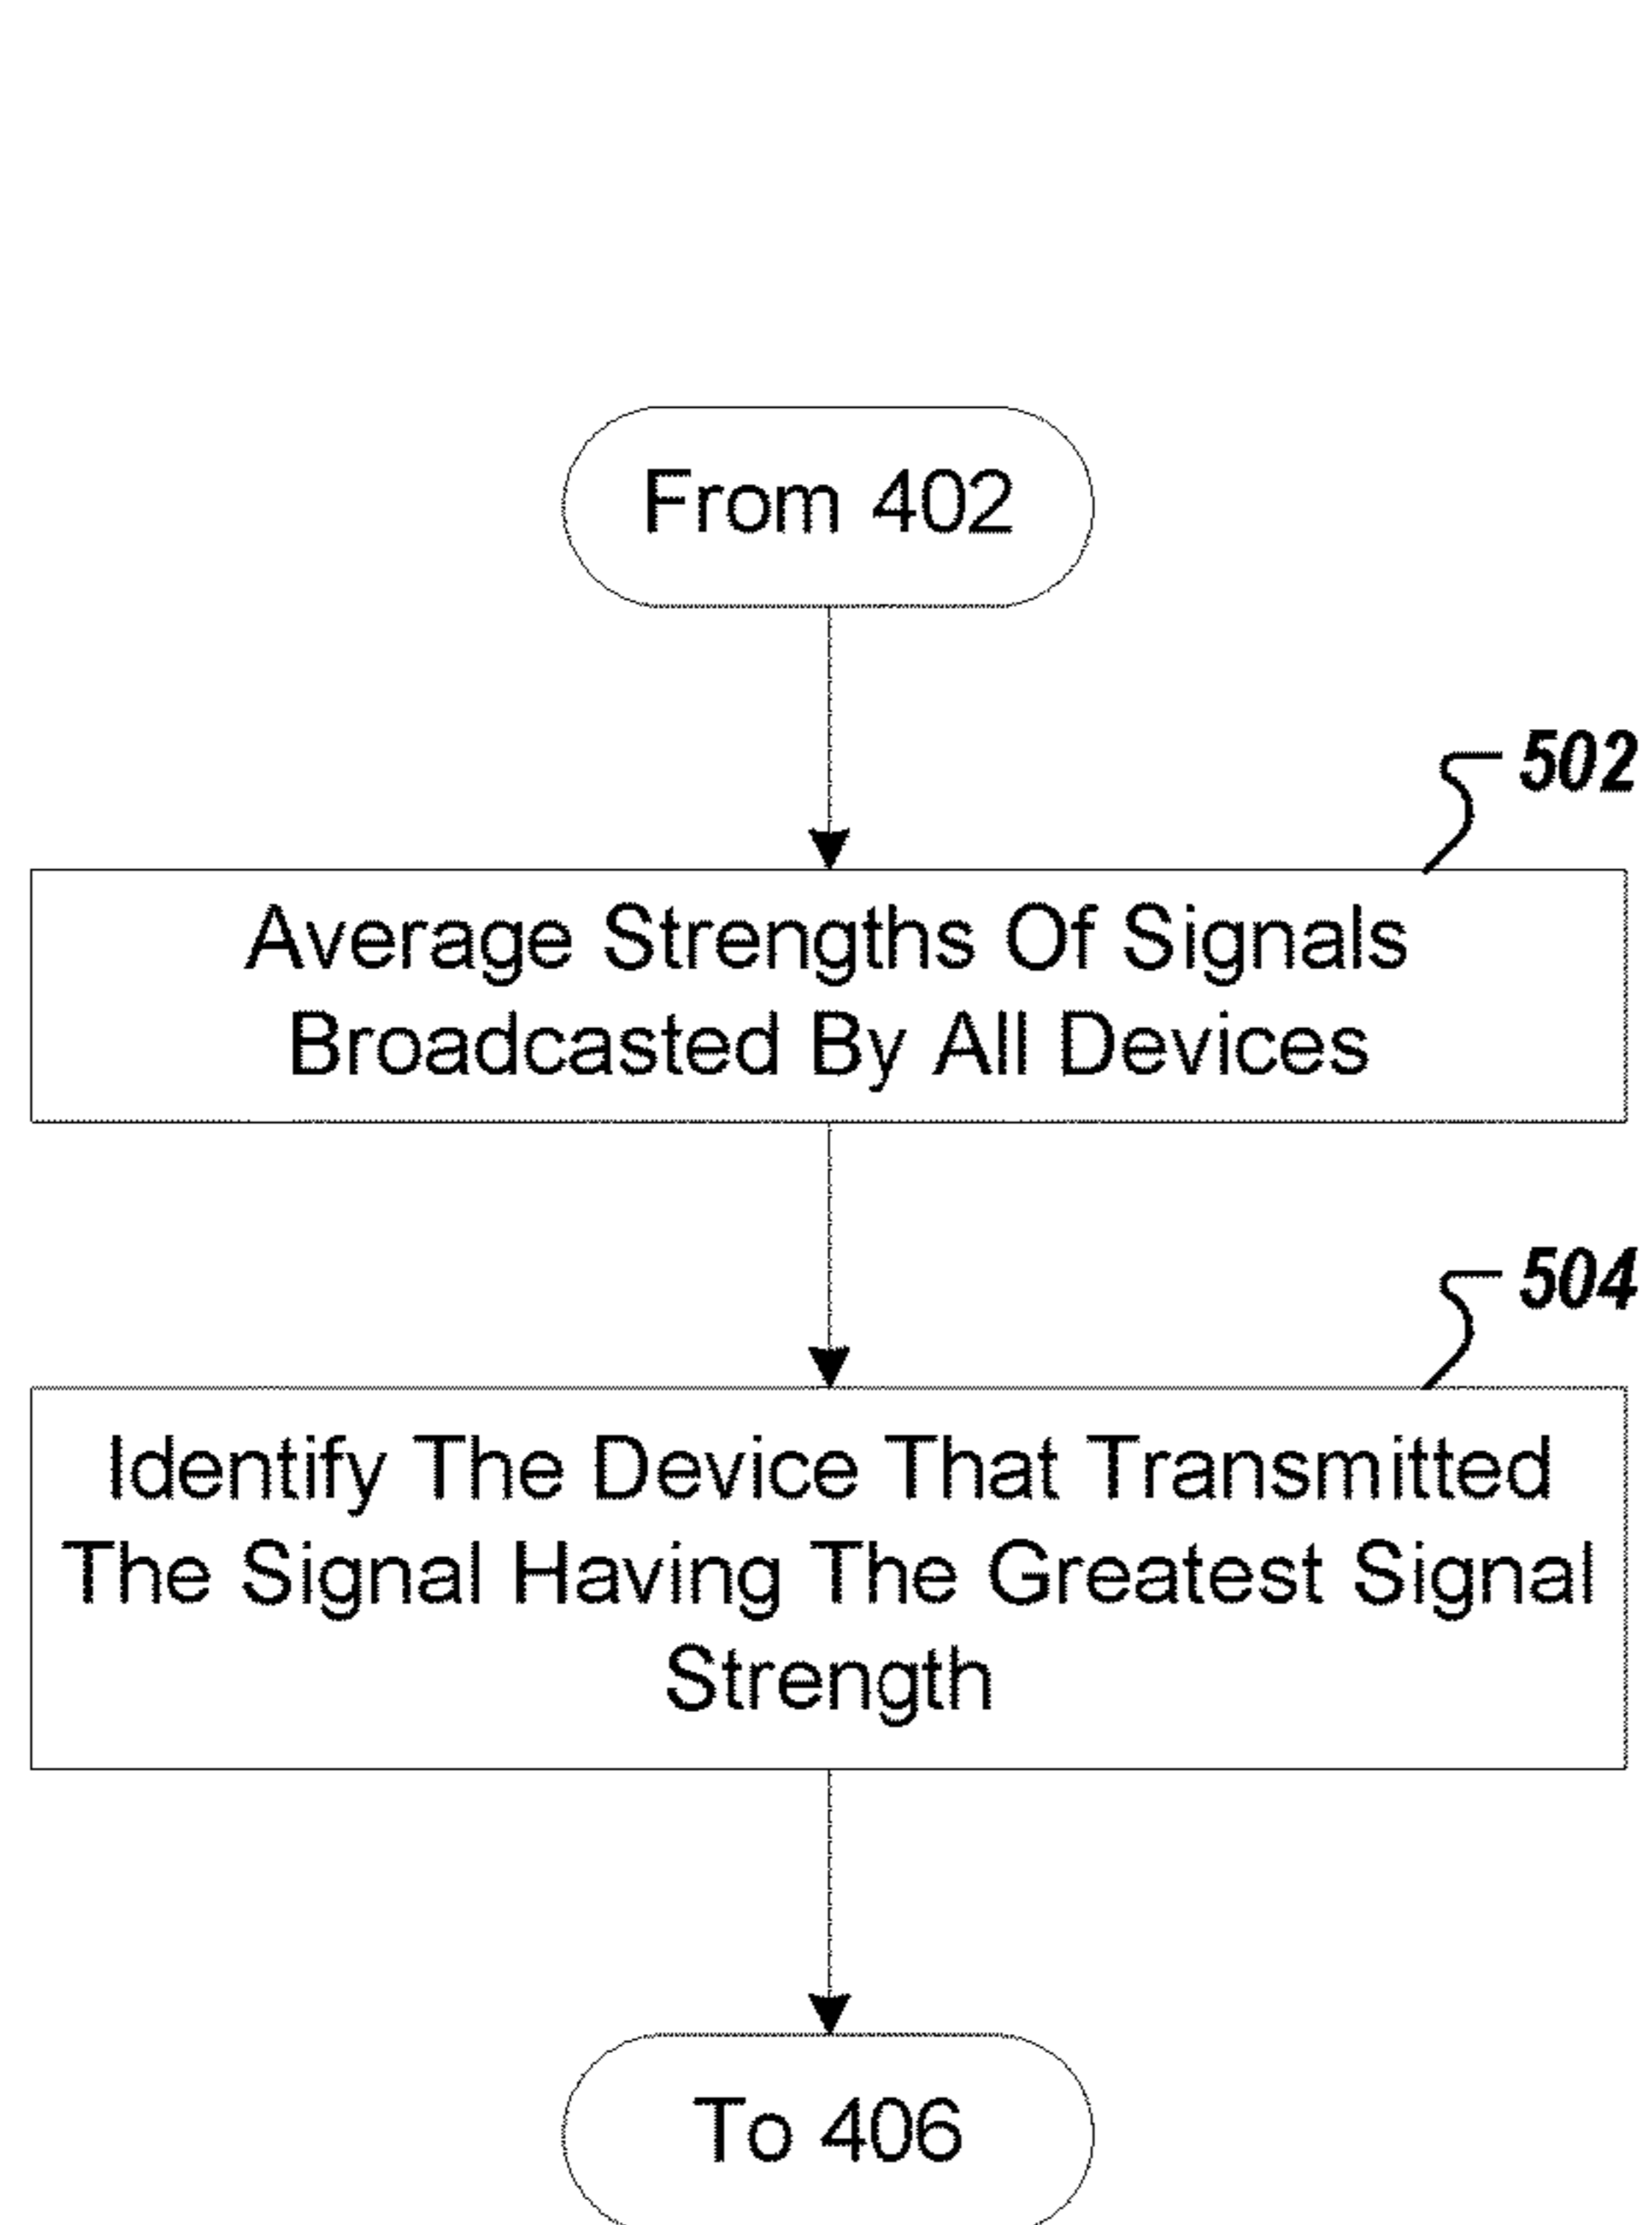 From 402
502
Average Strengths Of Signals
Broadcasted By All Devices
504
Identify The Device That Transmitted
The Signal Having The Greatest Signal
Strength
To 406